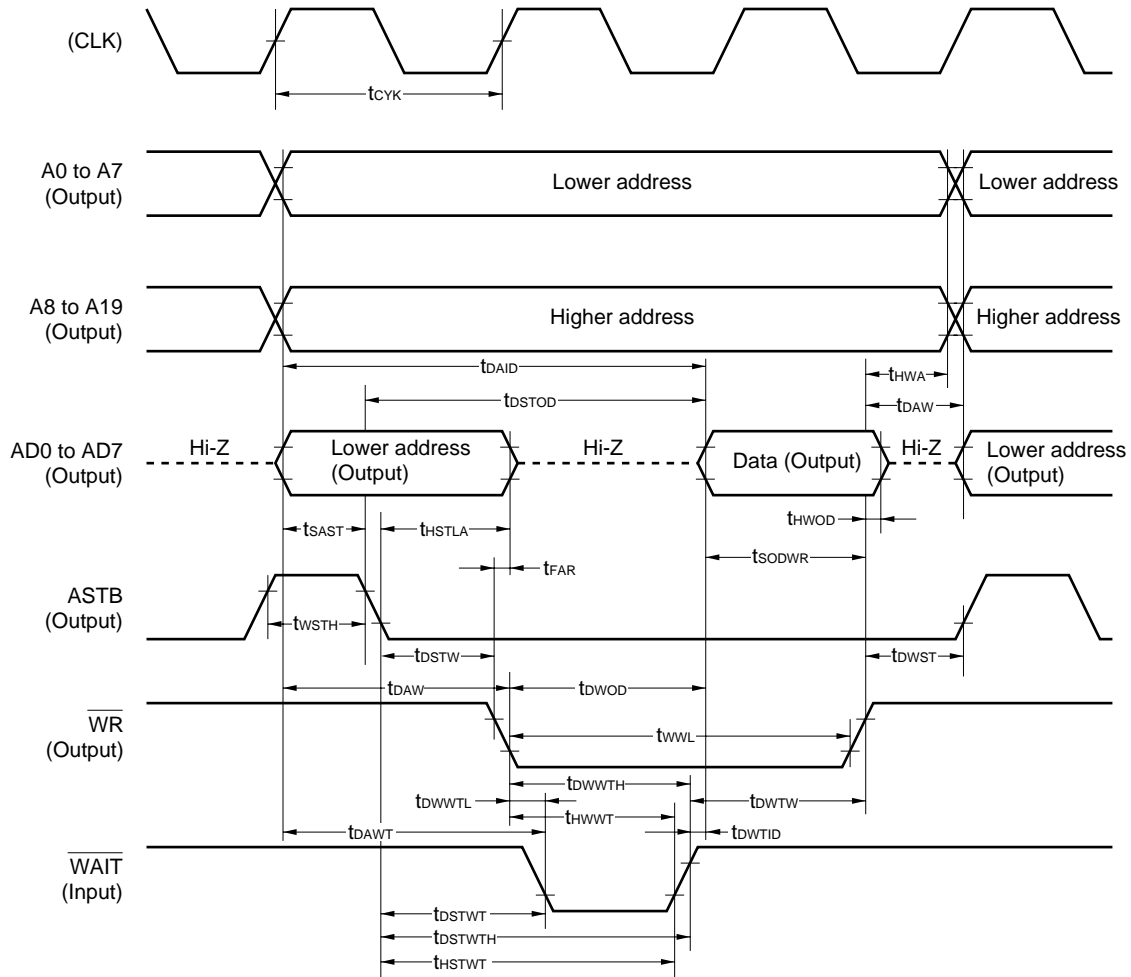 (CLK)
tCYK
A0 to A7
(Output)
Lower address
Lower address
A8 to A19
(Output)
Higher address
Higher address
tDAID
tHWA
tDSTOD
tDAW
AD0 to AD7
(Output)
Hi-Z
Lower address
(Output)
Hi-Z
Data (Output)
Hi-Z
Lower address
(Output)
tHWOD
tSAST
tHSTLA
tSODWR
tFAR
ASTB
(Output)
tWSTH
tDSTW
tDWST
tDAW
tDWOD
WR
(Output)
tWWL
tDWWTH
tDWWTL
tDWTW
tHWWT
tDAWT
tDWTID
WAIT
(Input)
tDSTWT
tDSTWTH
tHSTWT